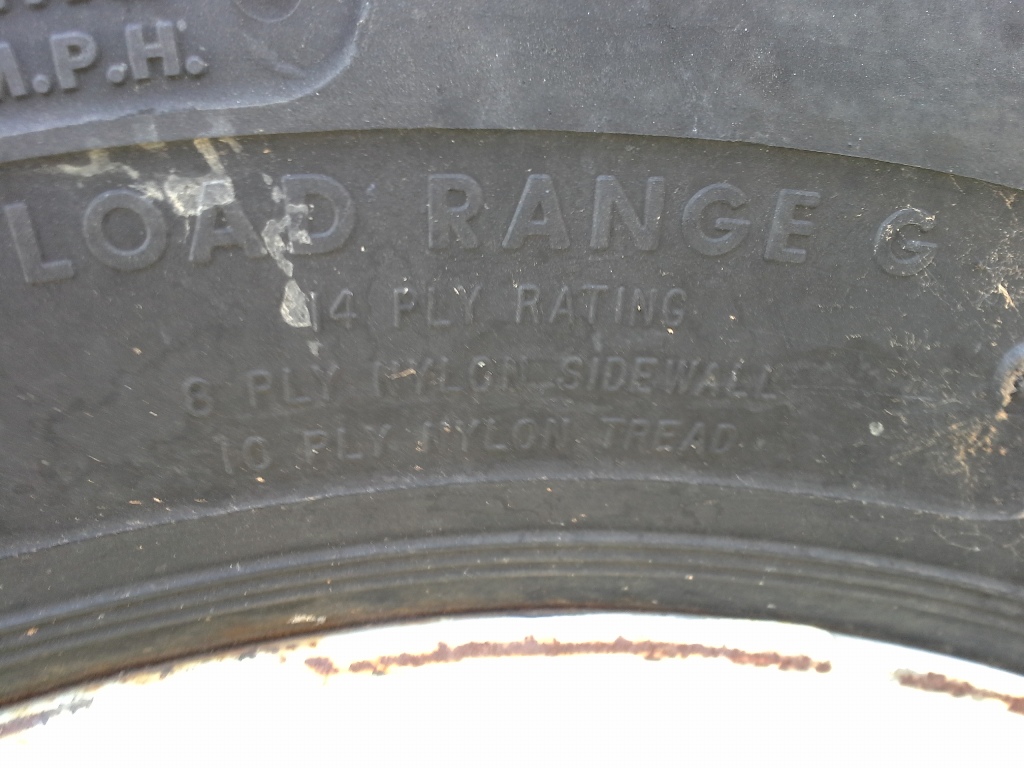 M.P.H.
LOAD RANGE G
14 PLY RATING
8 PLY NYLON SIDEWALL
10 PLY NYLON TREAD